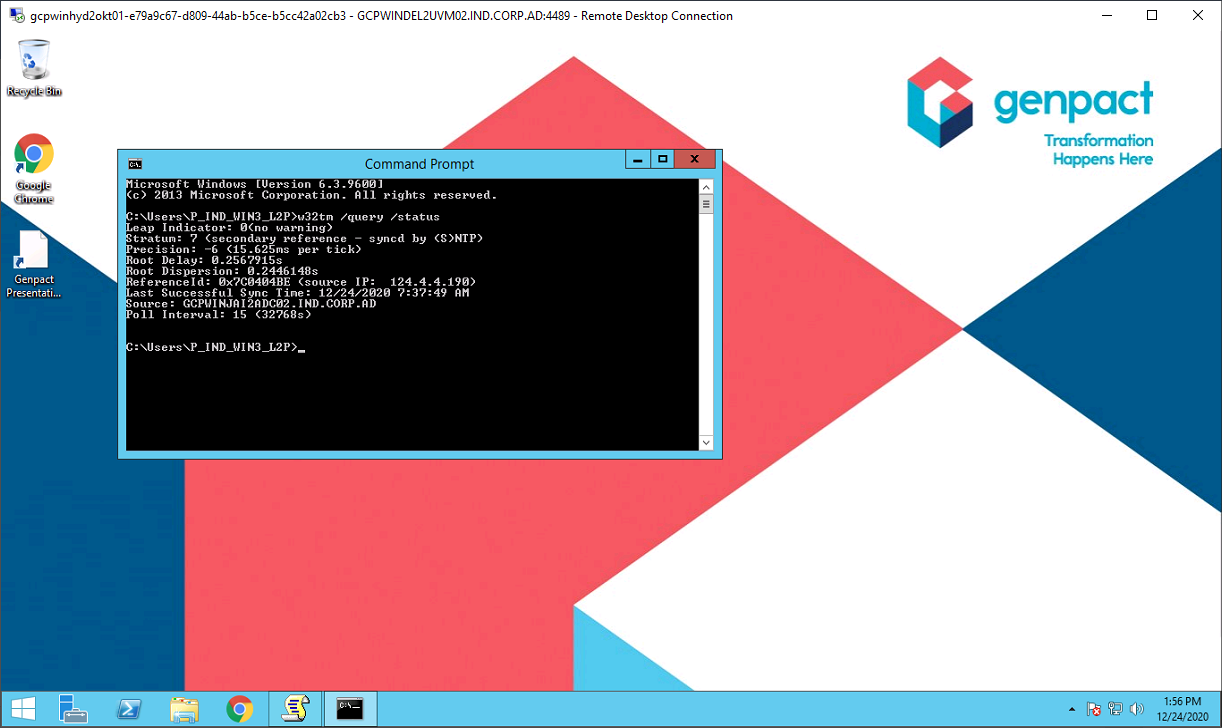 gcpwinhyd2okt01-e79a9c67-d809-44ab-b5ce-b5cc42a02cb3 - GCPWINDEL2UVM02.IND.CORP.AD:4489 - Remote Desktop Connection
Recycle Bin
genpact
Transformation
Happens Here
Google
Chrome
Genpact
Presentati...
Command Prompt
Microsoft Windows [Version 6.3.9600]
(c) 2013 Microsoft Corporation. All rights reserved.
C:\Users\P_IND_WIN3_L2P>w32tm /query /status
Leap Indicator: 0(no warning)
Stratum: 7 (secondary reference - syncd by (S)NTP)
Precision: -6 (15.625ms per tick)
Root Delay: 0.2567915s
Root Dispersion: 0.2446148s
ReferenceId: 0x7C0404BE (source IP:  124.4.4.190)
Last Successful Sync Time: 12/24/2020 7:37:49 AM
Source: GCPWINJAI2ADC02.IND.CORP.AD
Poll Interval: 15 (32768s)
C:\Users\P_IND_WIN3_L2P>_
1:56 PM
12/24/2020